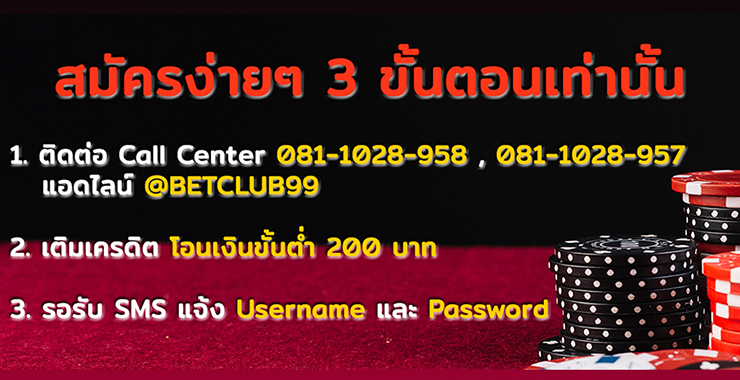 สมัครง่ายๆ 3 ขั้นตอนเท่านั้น
1. ติดต่อ Call Center 081-1028-958 , 081-1028-957
แอดไลน์ @BETCLUB99
2. เติมเครดิต โอนเงินขั้นต่ำ 200 บาท
3. รอรับ SMS แจ้ง Username และ Password